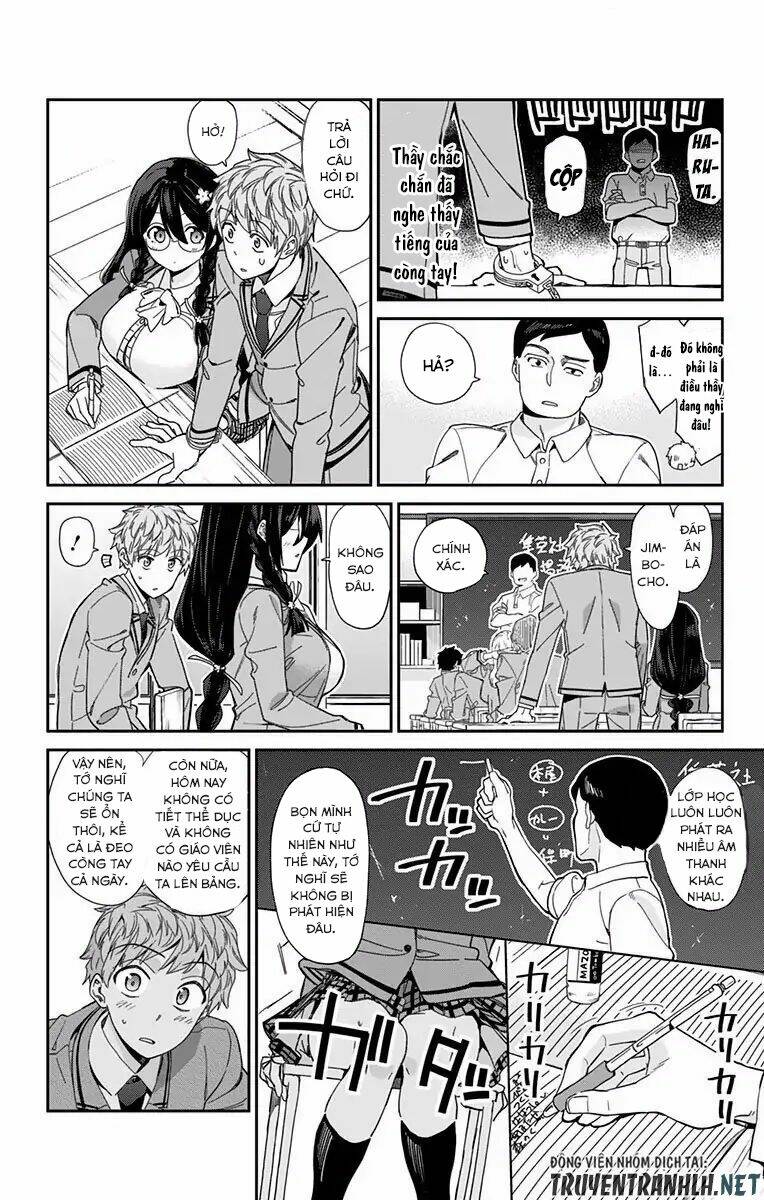 HA-
RU-
TA.
CỘP
Thầy chắc
chắn đã
nghe thấy
tiếng của
còng tay!
TRẢ
LỜI
CÂU
HỎI ĐI
CHỨ.
HỞ!
Đó không
phải là
điều thầy
đang nghĩ
đâu!
đ-đó
là...
HẢ?
ĐÁP
ÁN
LÀ
JIM-
BO-
CHO.
CHÍNH
XÁC.
KHÔNG
SAO
ĐÂU.
!
LỚP HỌC
LUÔN LUÔN
PHÁT RA
NHIỀU ÂM
THANH
KHÁC
NHAU.
カッ
カッ
カリカリ
カリカリ
MAZO
BỌN MÌNH
CỨ TỰ
NHIÊN NHƯ
THẾ NÀY, TỚ
NGHĨ SẼ
KHÔNG BỊ
PHÁT HIỆN
ĐÂU.
ガタ
CÒN NỮA,
HÔM NAY
KHÔNG CÓ
TIẾT THỂ DỤC
VÀ KHÔNG
CÓ GIÁO VIÊN
NÀO YÊU CẦU
TA LÊN BẢNG.
VẬY NÊN,
TỚ NGHĨ
CHÚNG TA
SẼ ỔN
THÔI, KỂ
CẢ LÀ ĐEO
CÒNG TAY
CẢ NGÀY.
ĐỘNG VIÊN NHÓM DỊCH TẠI:
TRUYENTRANHLH.NET